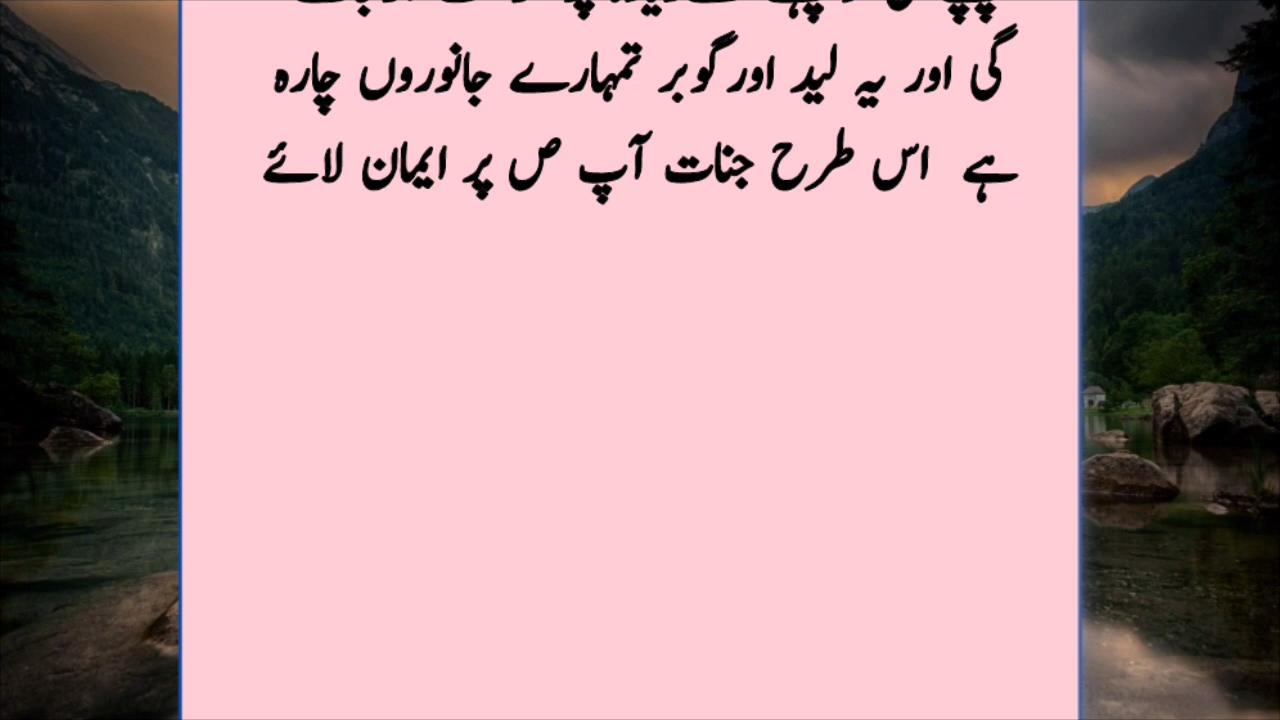 گی اور یہ لید اور گوبر تمہارے جانوروں چارہ
ہے اس طرح جنات آپ ص پر ایمان لائے